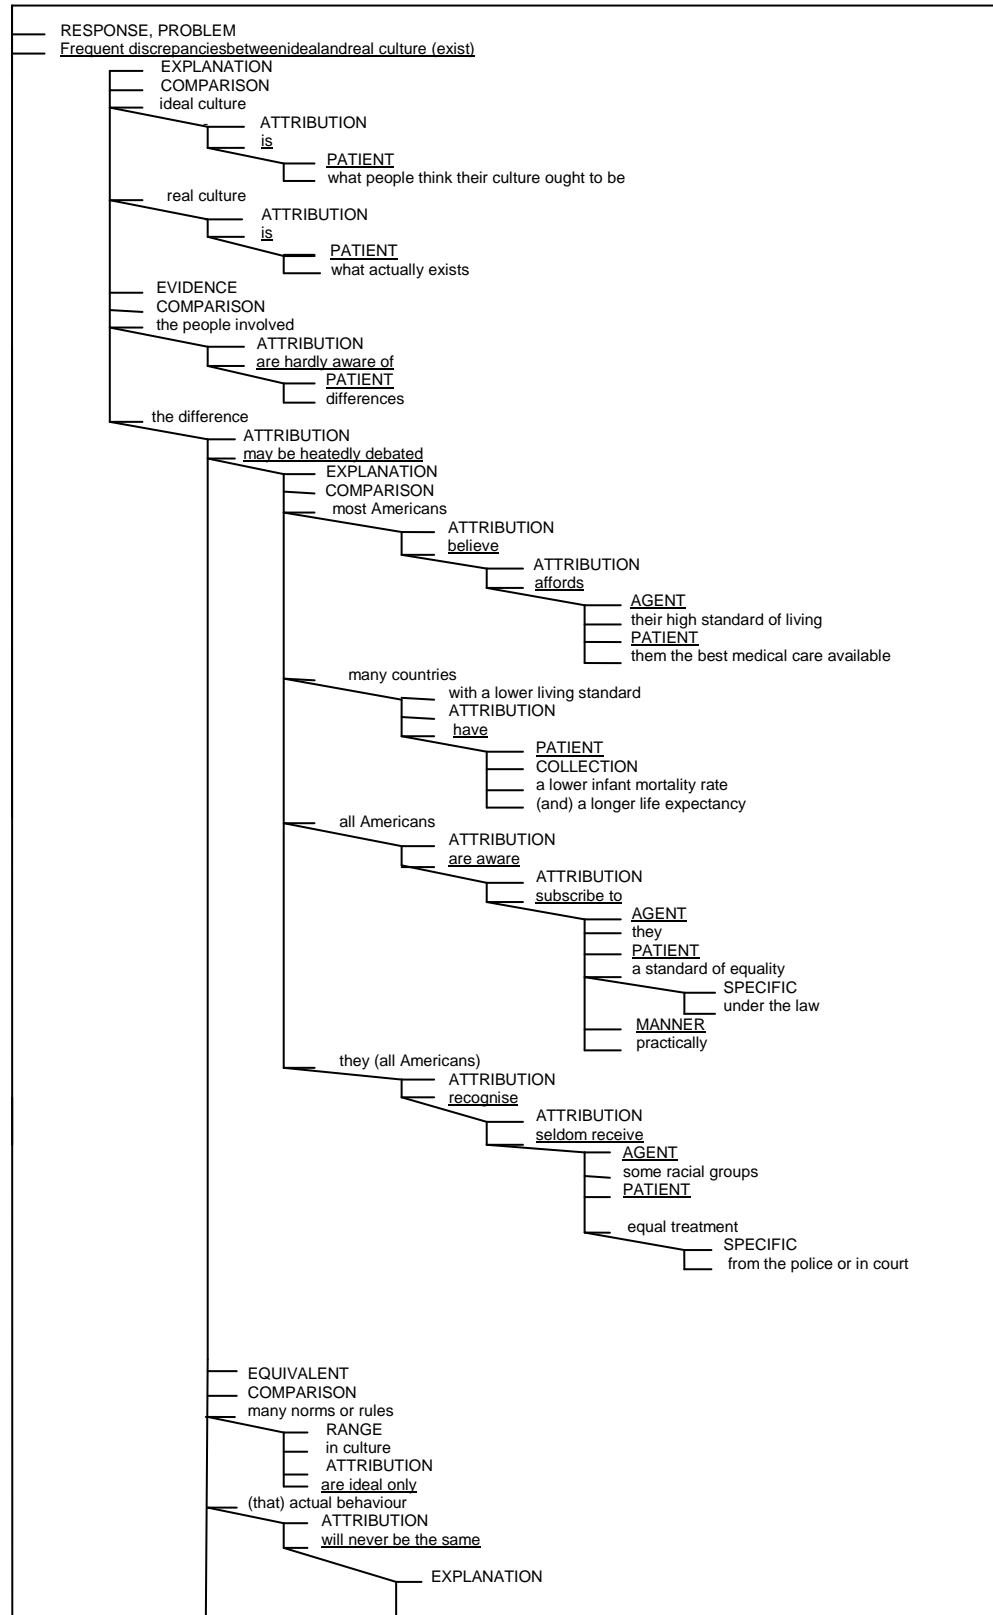 RESPONSE, PROBLEM
Frequent discrepanciesbetweenidealandreal culture (exist)
EXPLANATION
COMPARISON
ideal culture
ATTRIBUTION
is
PATIENT
what people think their culture ought to be
real culture
ATTRIBUTION
is
PATIENT
what actually exists
EVIDENCE
COMPARISON
the people involved
ATTRIBUTION
are hardly aware of
PATIENT
differences
the difference
ATTRIBUTION
may be heatedly debated
EXPLANATION
COMPARISON
most Americans
ATTRIBUTION
believe
ATTRIBUTION
affords
AGENT
their high standard of living
PATIENT
them the best medical care available
many countries
with a lower living standard
ATTRIBUTION
have
PATIENT
COLLECTION
a lower infant mortality rate
(and) a longer life expectancy
all Americans
ATTRIBUTION
are aware
ATTRIBUTION
subscribe to
AGENT
they
PATIENT
a standard of equality
SPECIFIC
under the law
MANNER
practically
they (all Americans)
ATTRIBUTION
recognise
ATTRIBUTION
seldom receive
AGENT
some racial groups
PATIENT
equal treatment
SPECIFIC
from the police or in court
EQUIVALENT
COMPARISON
many norms or rules
RANGE
in culture
ATTRIBUTION
are ideal only
(that) actual behaviour
ATTRIBUTION
will never be the same
EXPLANATION